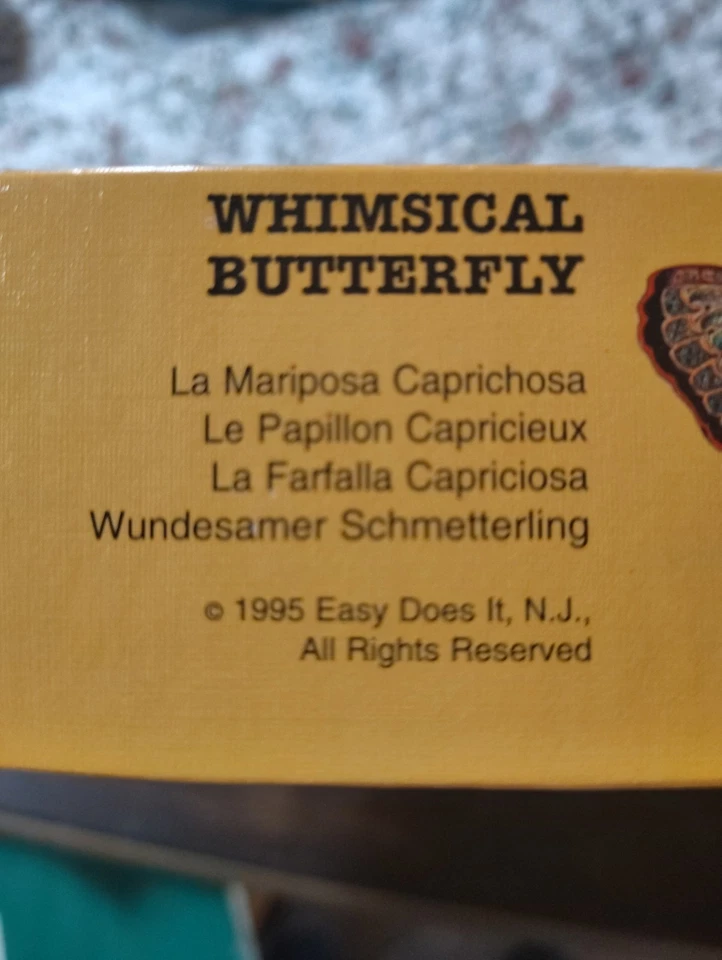 WHIMSICAL
BUTTERFLY
La Mariposa Caprichosa
Le Papillon Capricieux
La Farfalla Capriciosa
Wundesamer Schmetterling
© 1995 Easy Does It, N.J.,
All Rights Reserved